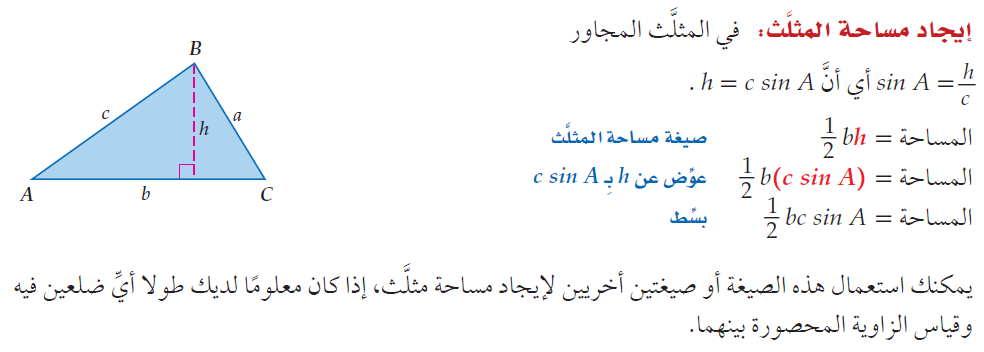 إيجاد مساحة المثلَّث: في المثلَّث المجاور
sin A = h/c أي أنَّ h = c sin A .
المساحة = 1/2 bh صيغة مساحة المثلَّث
المساحة = 1/2 b(c sin A) عوِّض عن h بِـ c sin A
المساحة = 1/2 bc sin A بسِّط
B
c
h
a
A
b
C
يمكنك استعمال هذه الصيغة أو صيغتين أخريين لإيجاد مساحة مثلَّث، إذا كان معلومًا لديك طولا أيِّ ضلعين فيه
وقياس الزاوية المحصورة بينهما.